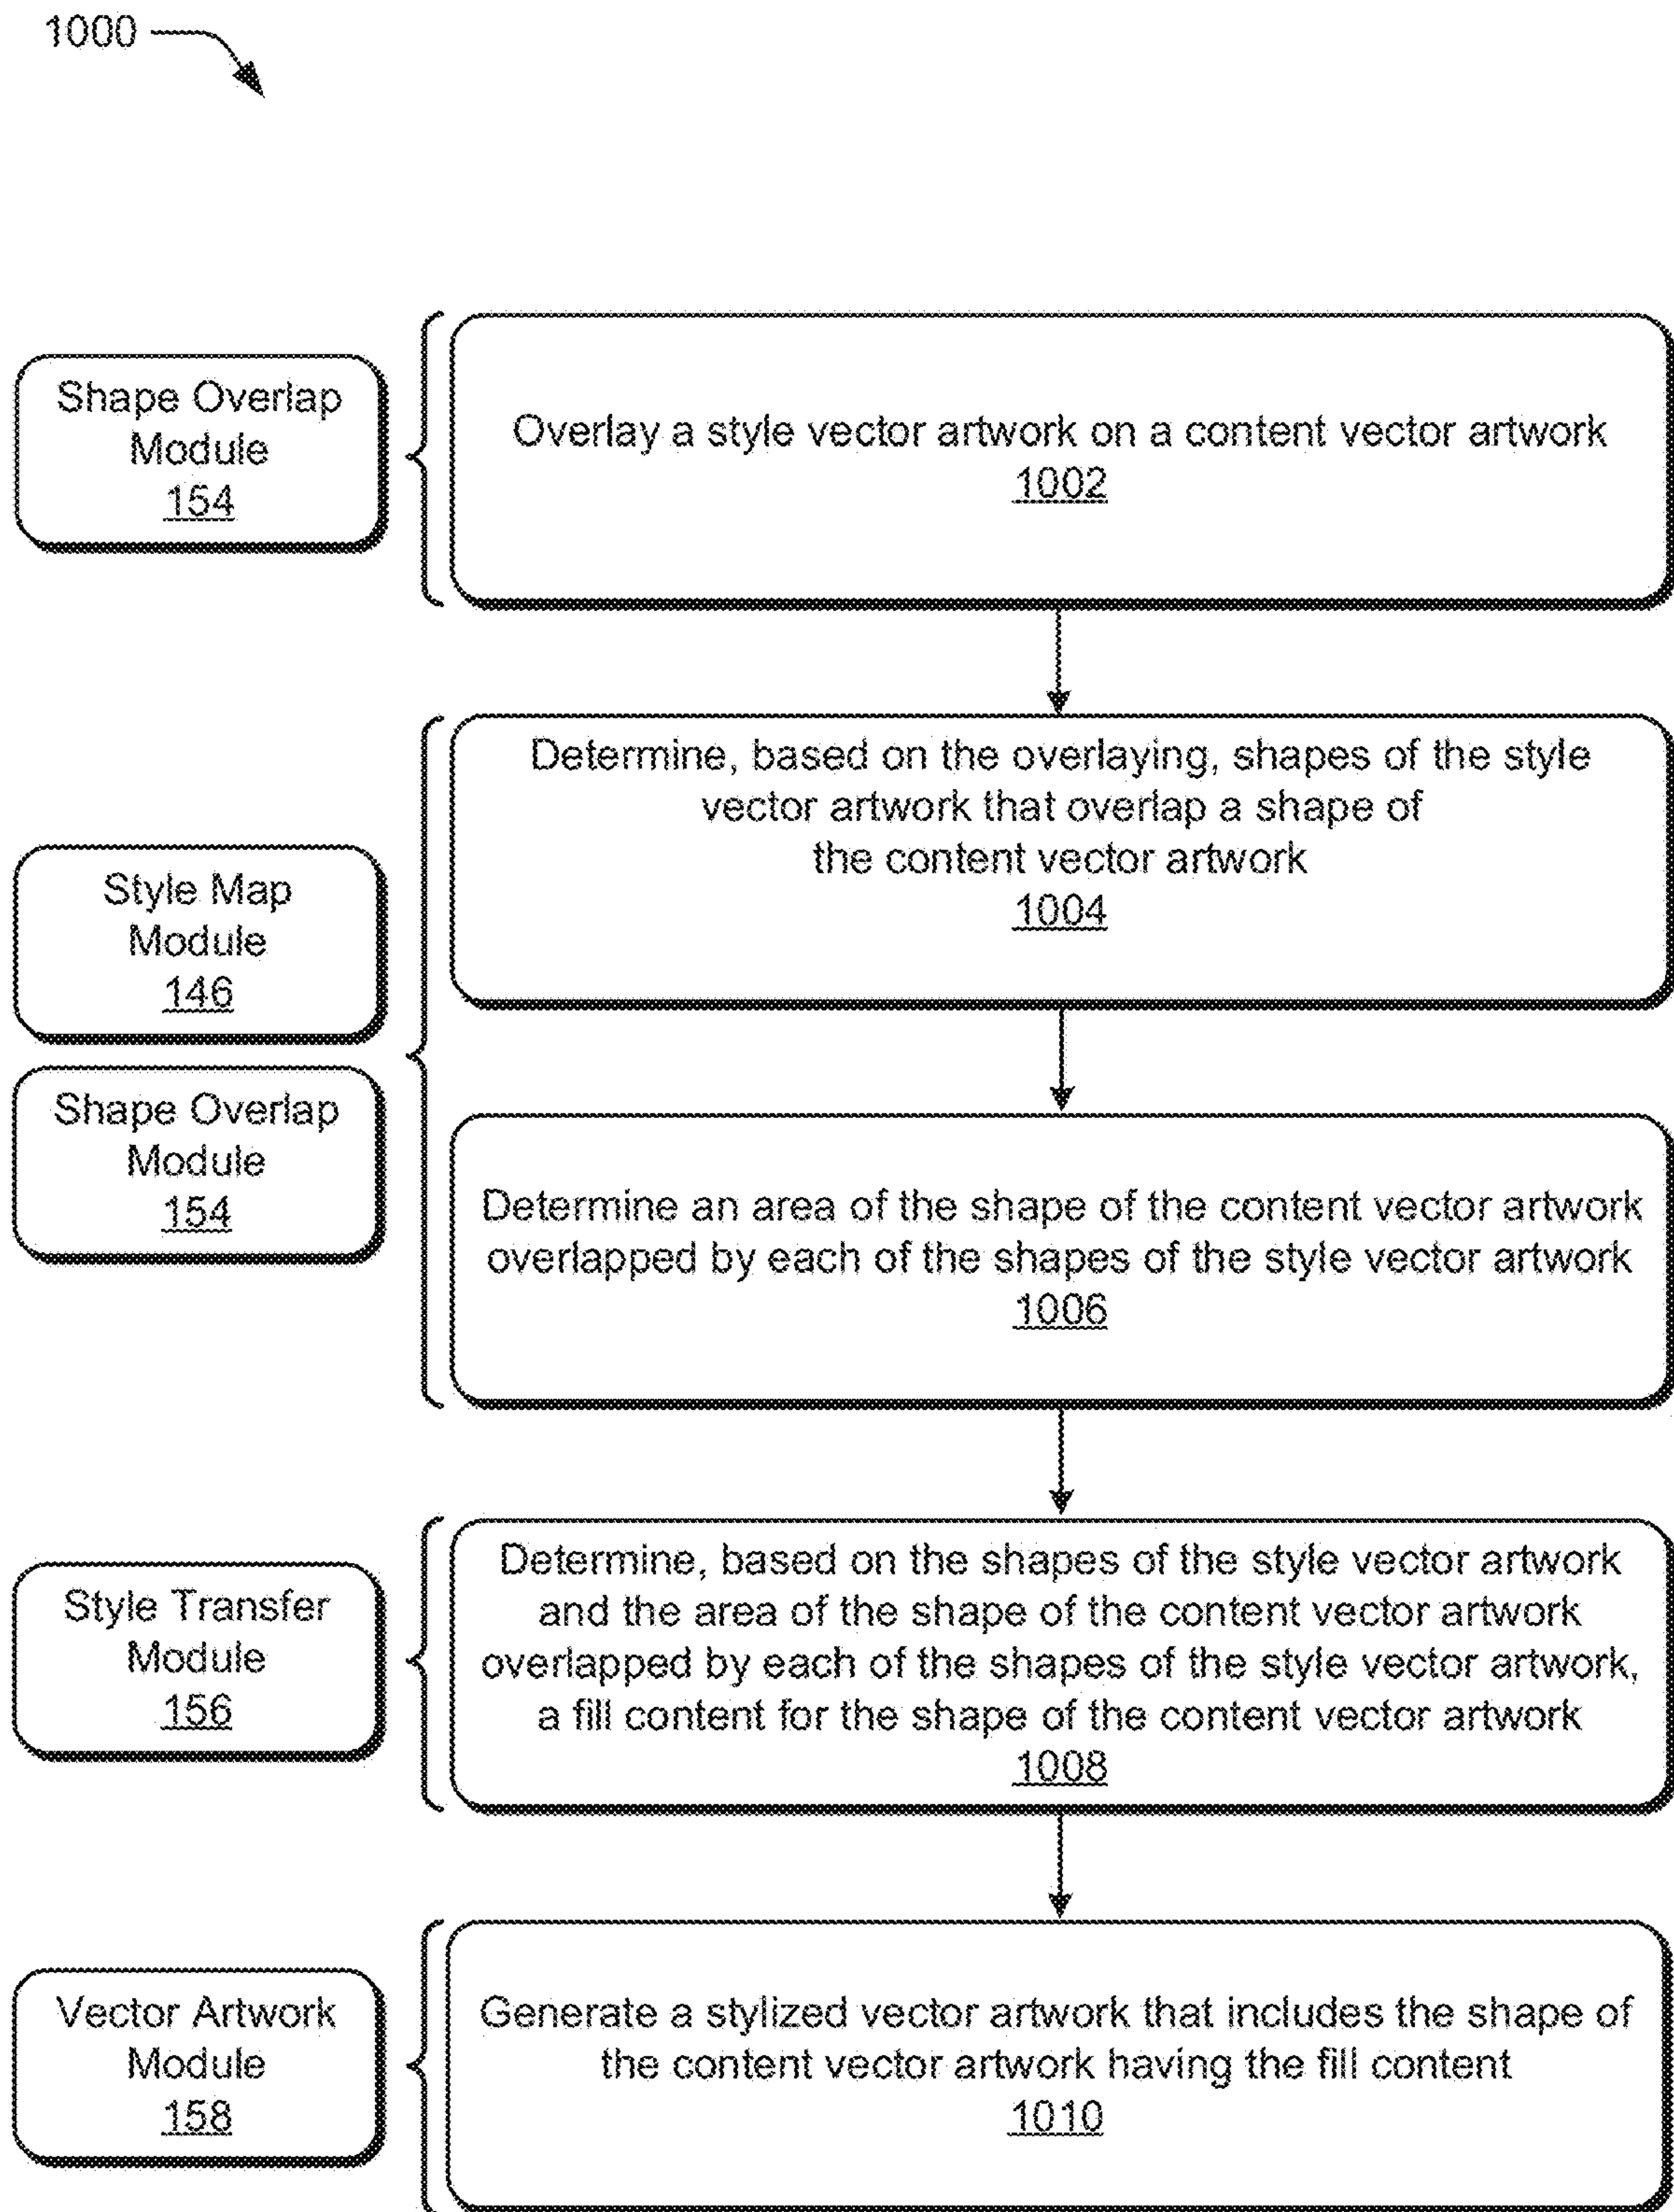 1000
Shape Overlap
Module
154
Overlay a style vector artwork on a content vector artwork
1002
Style Map
Module
146
Shape Overlap
Module
154
Determine, based on the overlaying, shapes of the style
vector artwork that overlap a shape of
the content vector artwork
1004
Determine an area of the shape of the content vector artwork
overlapped by each of the shapes of the style vector artwork
1006
Style Transfer
Module
156
Determine, based on the shapes of the style vector artwork
and the area of the shape of the content vector artwork
overlapped by each of the shapes of the style vector artwork,
a fill content for the shape of the content vector artwork
1008
Vector Artwork
Module
158
Generate a stylized vector artwork that includes the shape of
the content vector artwork having the fill content
1010